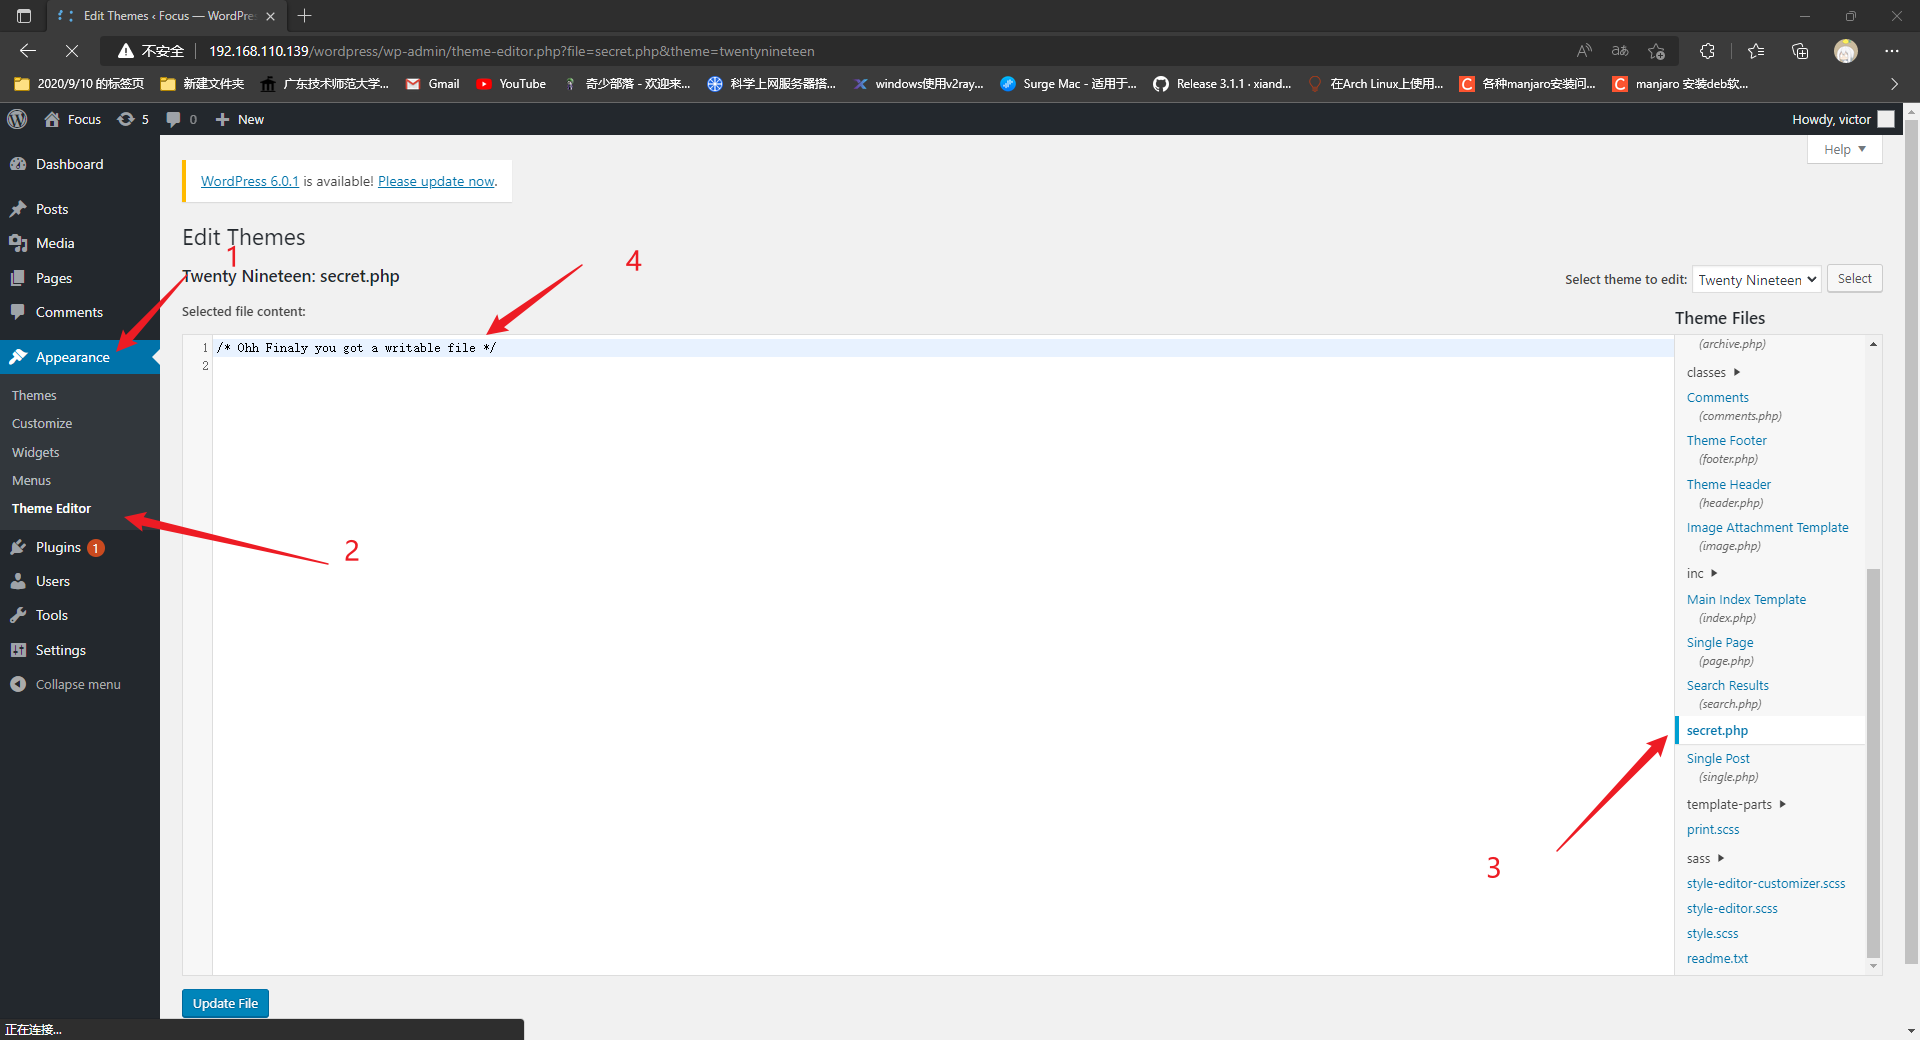 Edit Themes ‹ Focus — WordPre
不安全 192.168.110.139/wordpress/wp-admin/theme-editor.php?file=secret.php&theme=twentynineteen
2020/9/10 的标签页 新建文件夹 广东技术师范大学... Gmail YouTube 奇少部落 - 欢迎来... 科学上网服务器搭... windows使用v2ray... Surge Mac - 适用于... Release 3.1.1 · xiand... 在Arch Linux上使用... 各种manjaro安装问... manjaro 安装deb软...
Focus 5 0 New Howdy, victor
Help
Dashboard
Posts
Media
Pages
Comments
Appearance
Themes
Customize
Widgets
Menus
Theme Editor
Plugins 1
Users
Tools
Settings
Collapse menu
WordPress 6.0.1 is available! Please update now.
Edit Themes
1
4
Twenty Nineteen: secret.php
Select theme to edit: Twenty Nineteen Select
Selected file content:
Theme Files
1 /* Ohh Finaly you got a writable file */
2
2
3
(archive.php)
classes
Comments
(comments.php)
Theme Footer
(footer.php)
Theme Header
(header.php)
Image Attachment Template
(image.php)
inc
Main Index Template
(index.php)
Single Page
(page.php)
Search Results
(search.php)
secret.php
Single Post
(single.php)
template-parts
print.scss
sass
style-editor-customizer.scss
style-editor.scss
style.scss
readme.txt
Update File
正在连接...